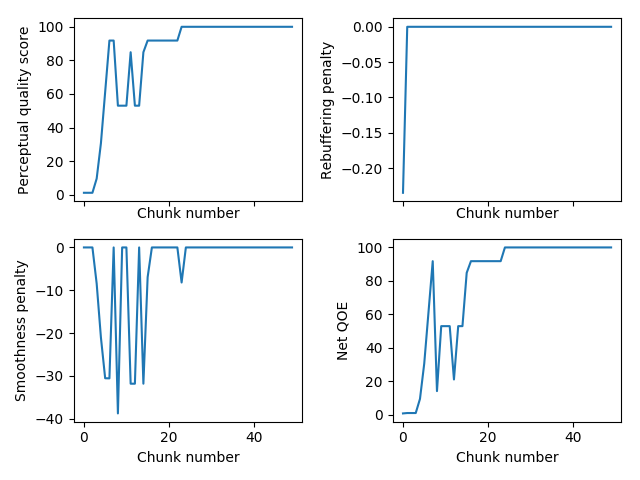 Perceptual quality score
100
80
60
40
20
0
Chunk number
Rebuffering penalty
0.00
−0.05
−0.10
−0.15
−0.20
Chunk number
Smoothness penalty
0
−10
−20
−30
−40
0 20 40
Chunk number
Net QOE
100
80
60
40
20
0
0 20 40
Chunk number